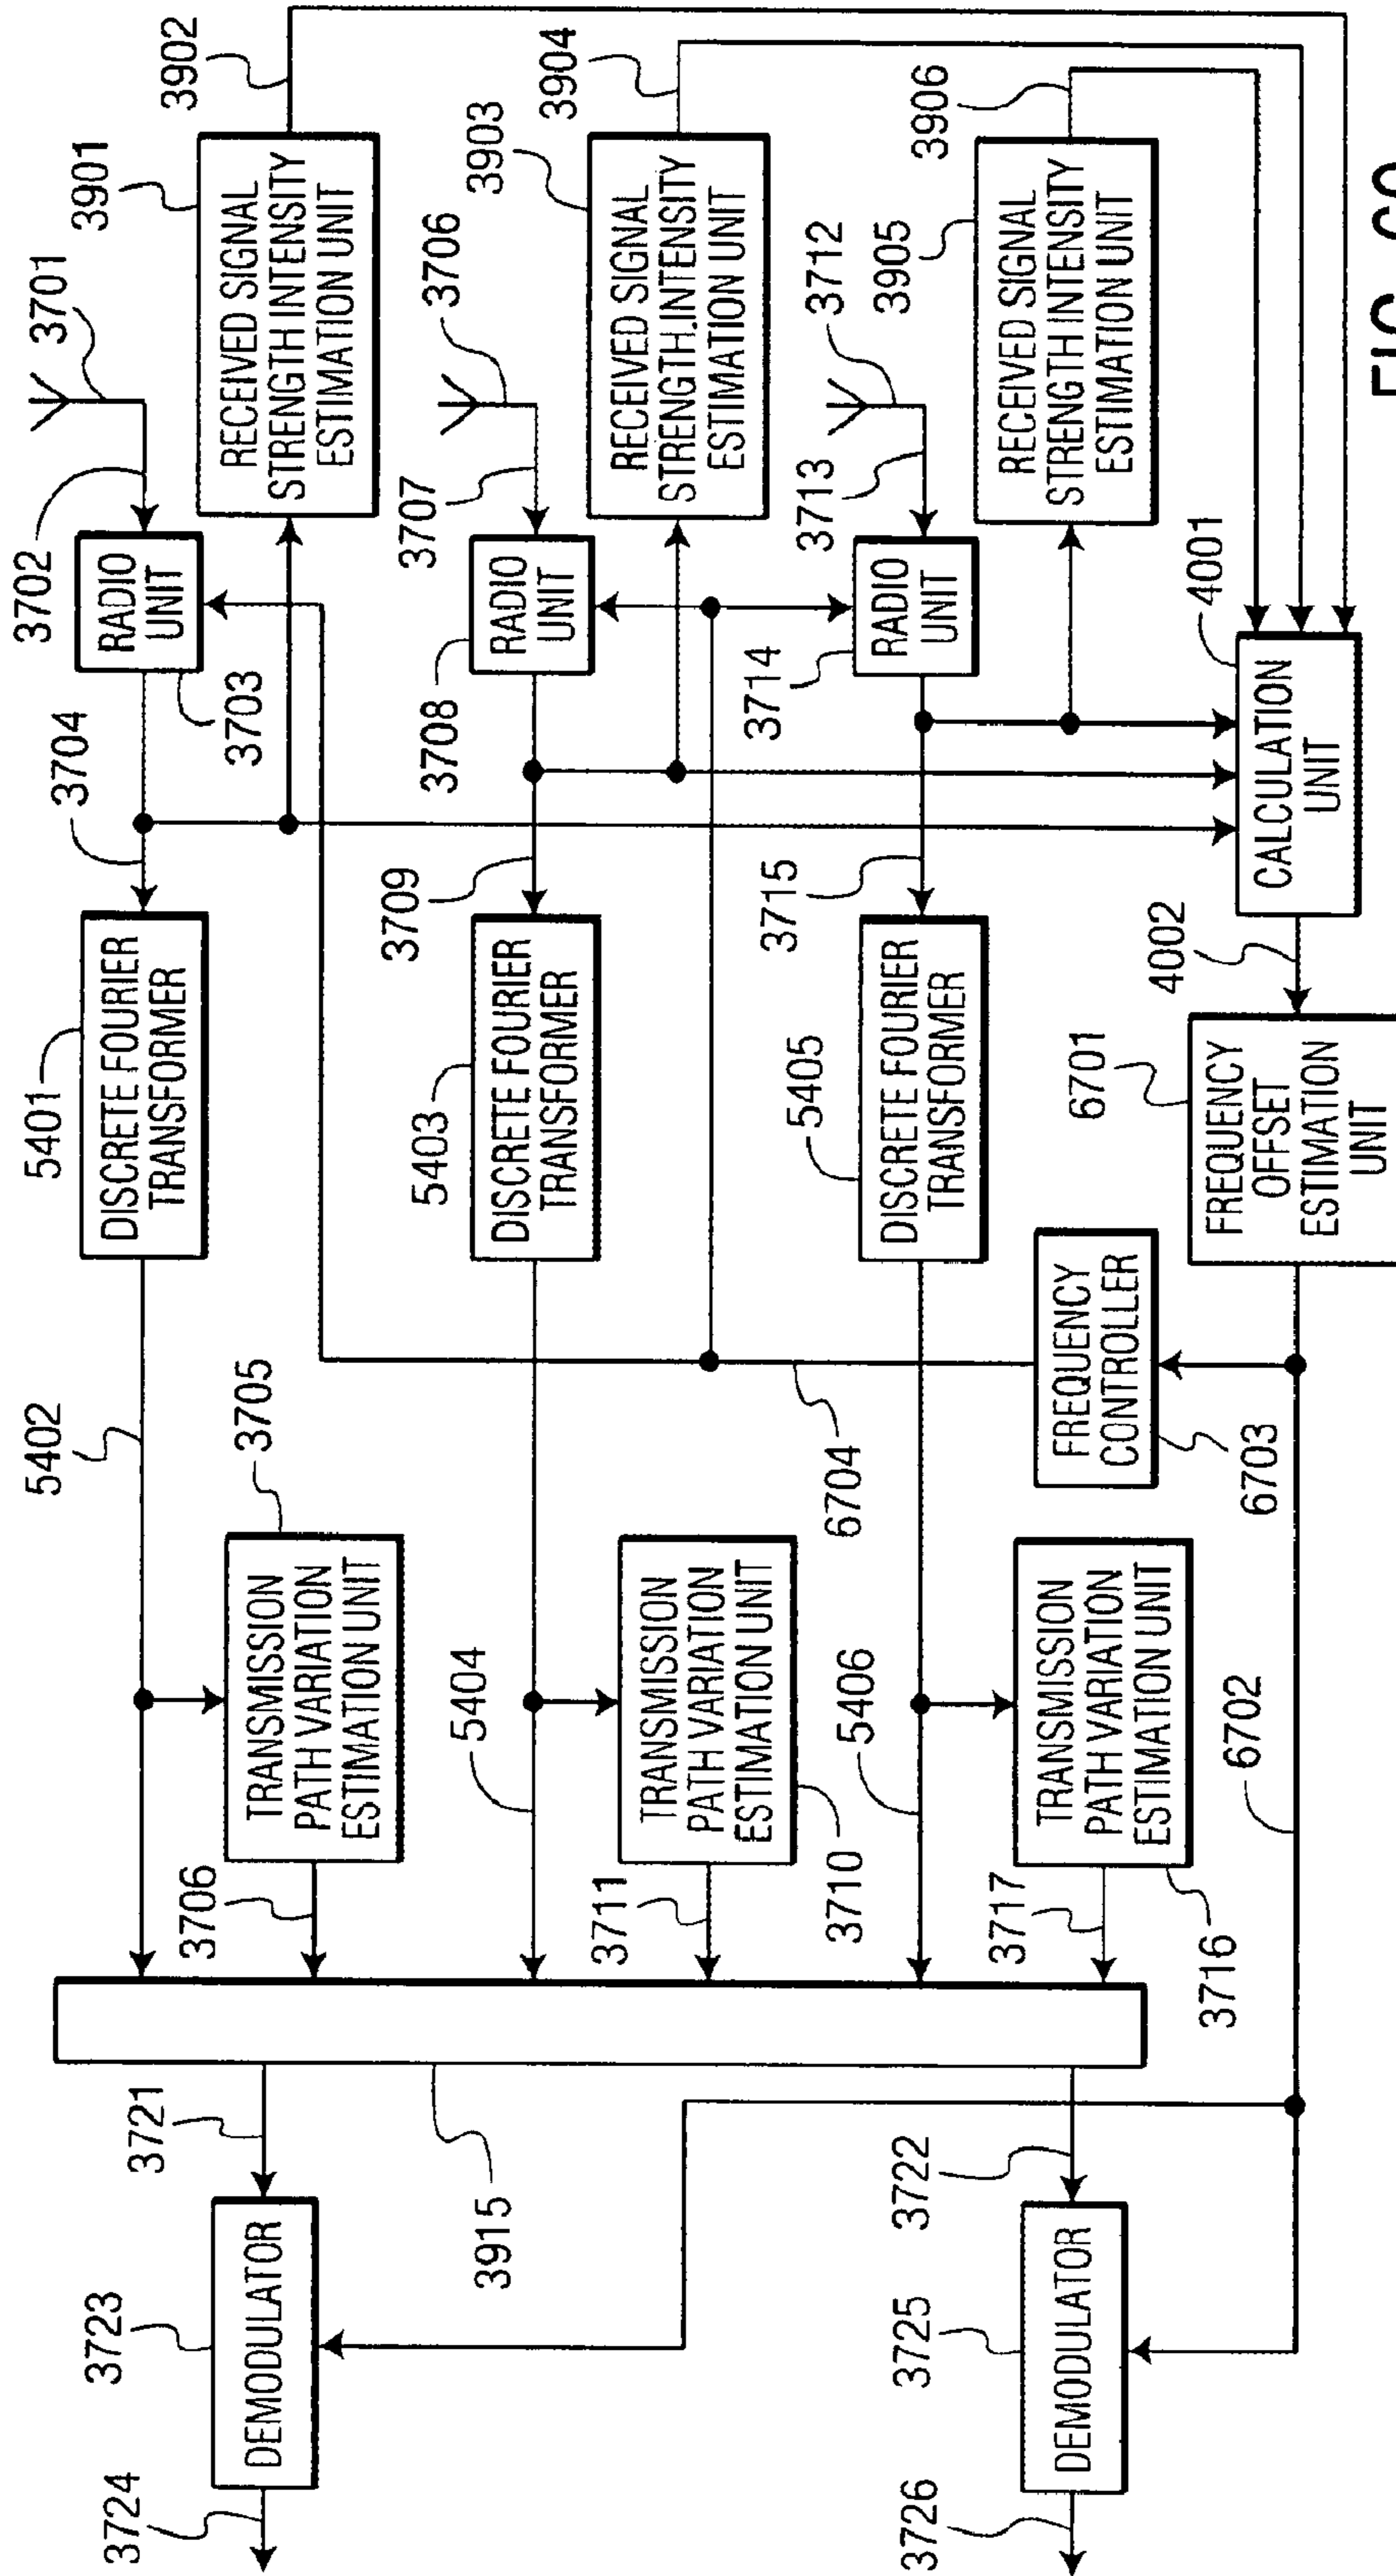 3724
3723
DEMODULATOR
3721
3706
5402
3705
TRANSMISSION
PATH VARIATION
ESTIMATION UNIT
5401
DISCRETE FOURIER
TRANSFORMER
3704
3703
3702
RADIO
UNIT
3701
3901
RECEIVED SIGNAL
STRENGTH INTENSITY
ESTIMATION UNIT
3902
3915
3711
5404
TRANSMISSION
PATH VARIATION
ESTIMATION UNIT
3710
5403
DISCRETE FOURIER
TRANSFORMER
3709
3708
3707
RADIO
UNIT
3706
3903
RECEIVED SIGNAL
STRENGTH.INTENSITY
ESTIMATION UNIT
3904
3726
3725
DEMODULATOR
3722
3717
5406
TRANSMISSION
PATH VARIATION
ESTIMATION UNIT
3716
6704
5405
DISCRETE FOURIER
TRANSFORMER
3715
3714
3713
RADIO
UNIT
3712
3905
RECEIVED SIGNAL
STRENGTH INTENSITY
ESTIMATION UNIT
3906
6702
6703
FREQUENCY
CONTROLLER
6701
FREQUENCY
OFFSET
ESTIMATION
UNIT
4002
4001
CALCULATION
UNIT